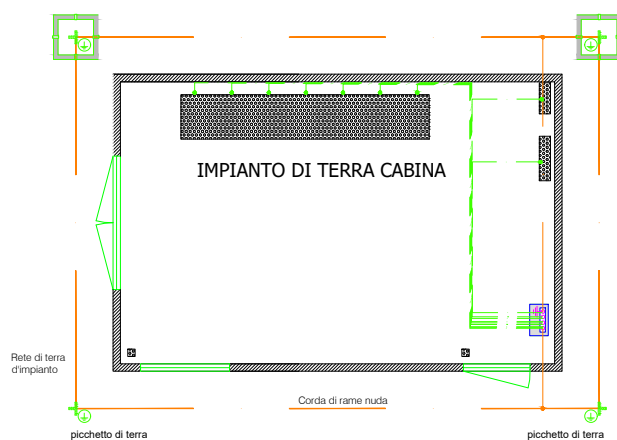 IMPIANTO DI TERRA CABINA
Rete di terra
d'impianto
Corda di rame nuda
picchetto di terra
picchetto di terra